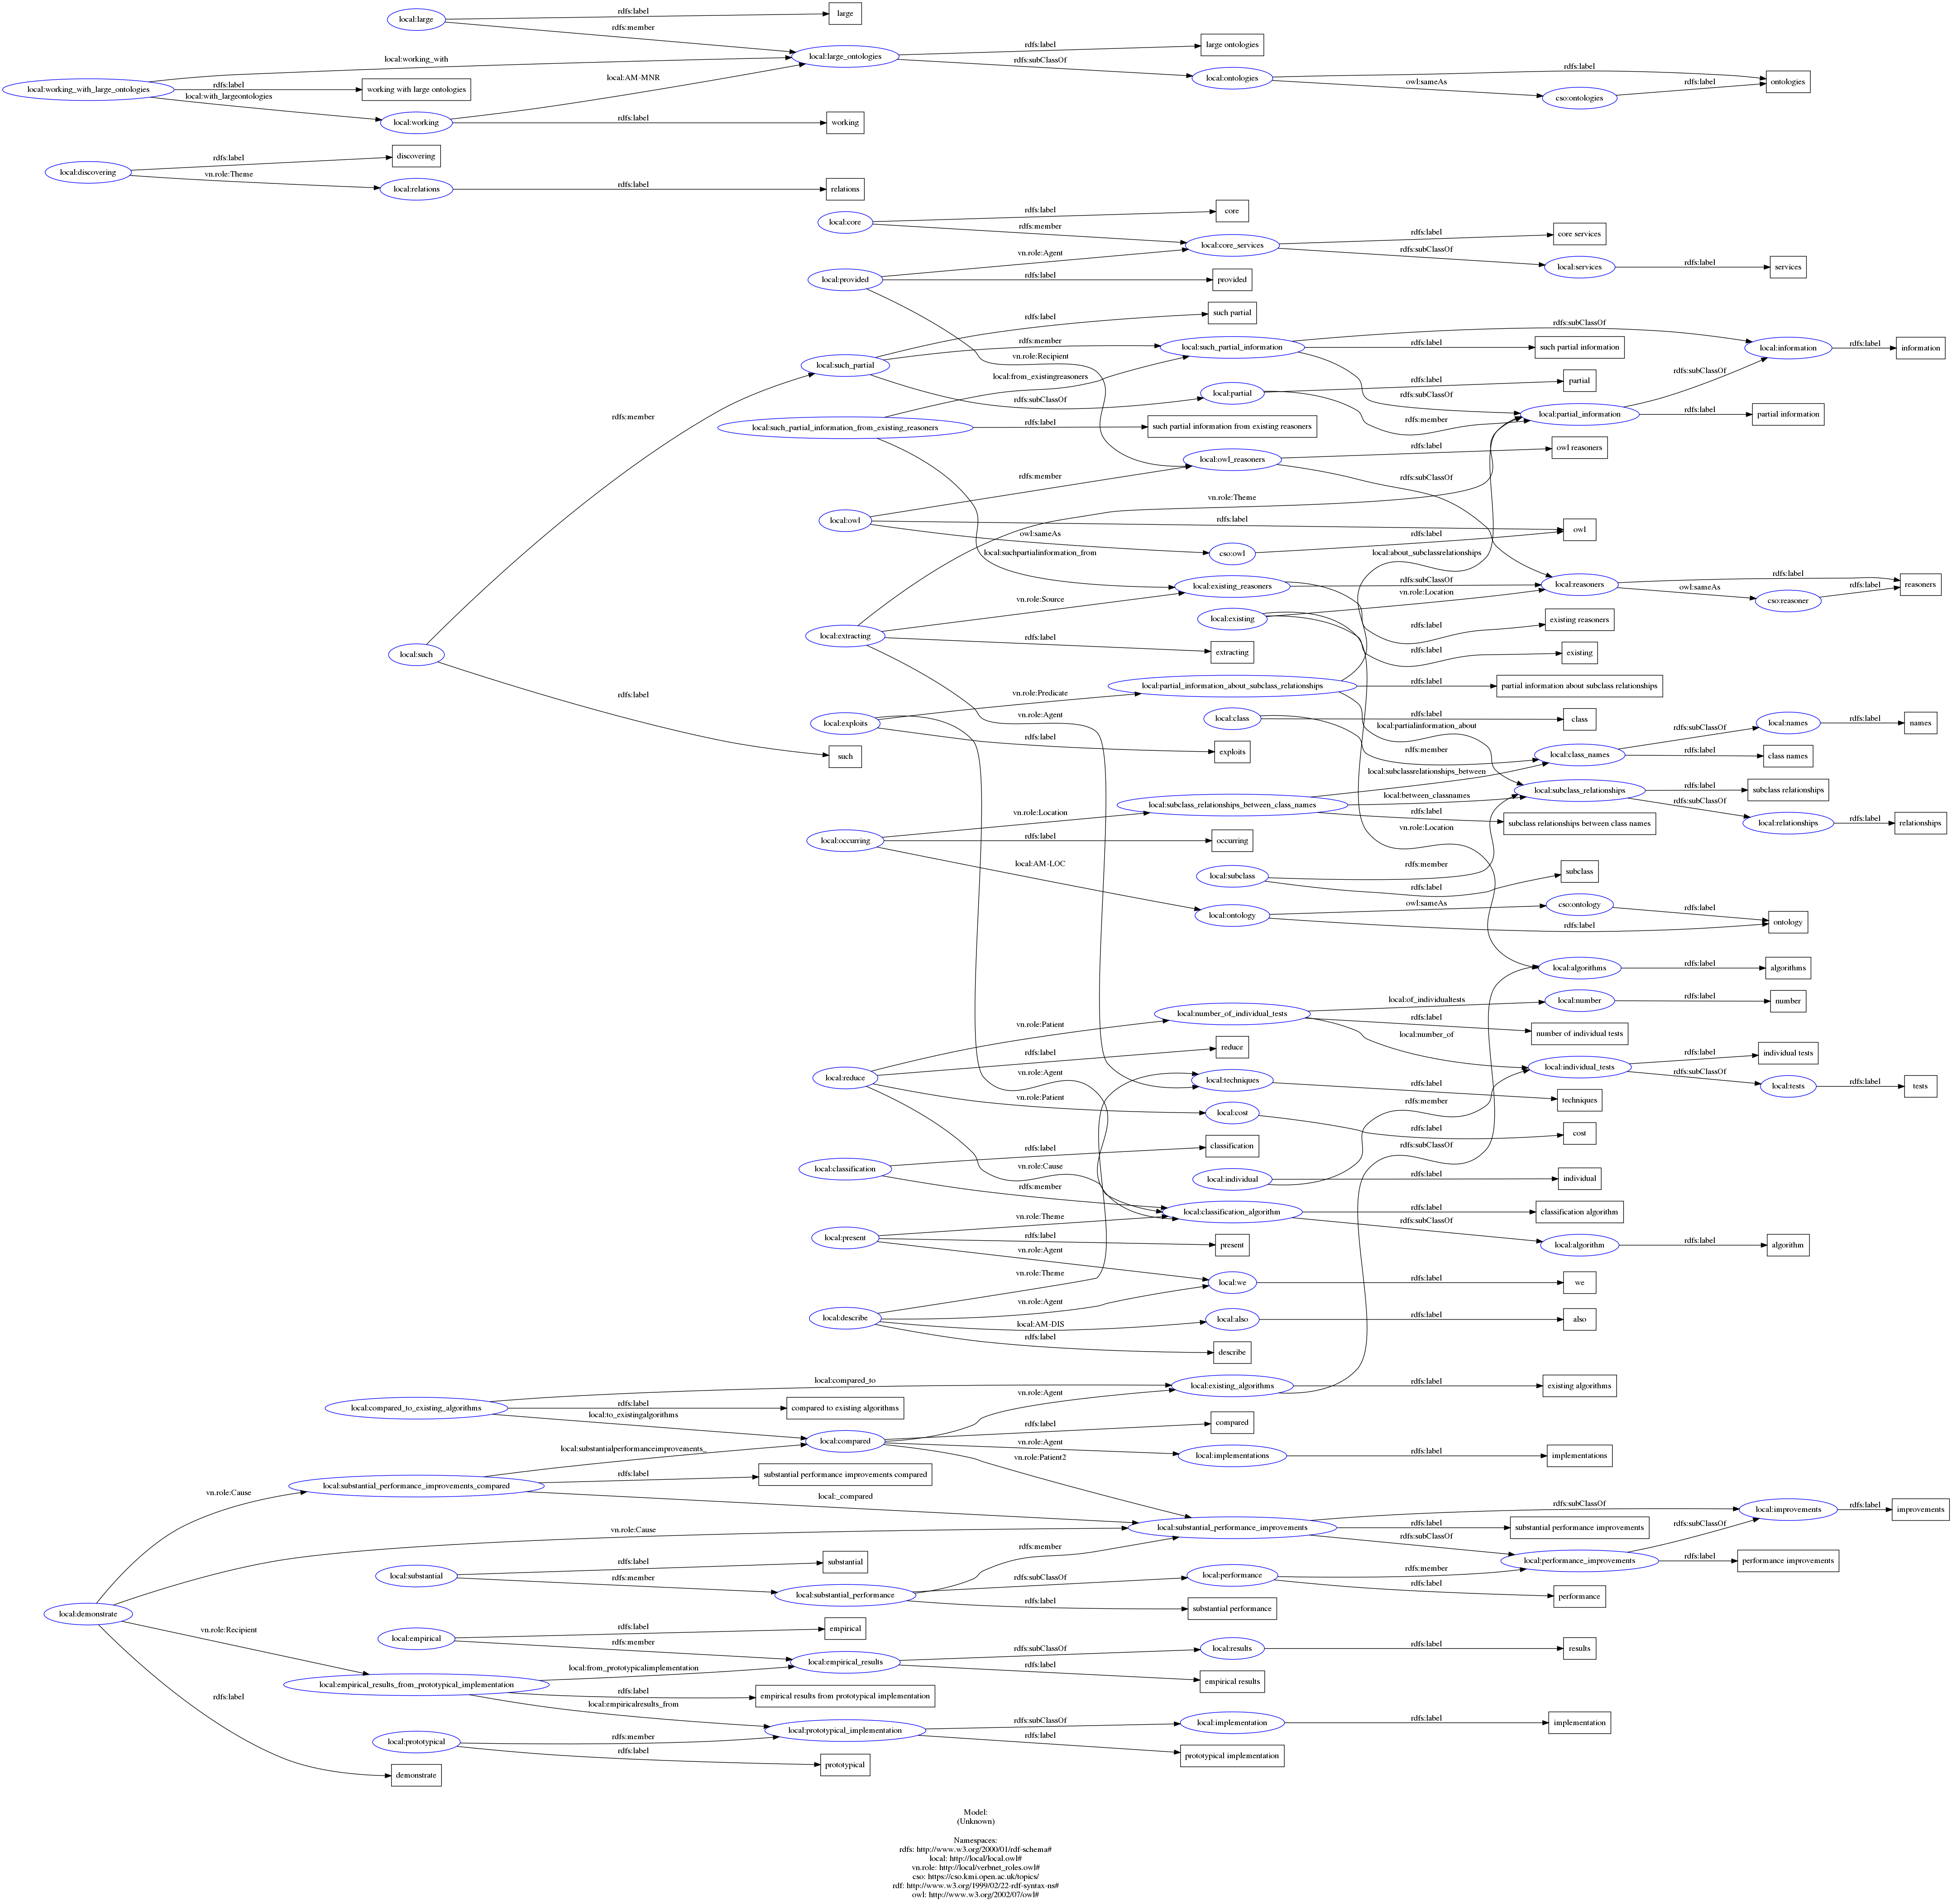 local:large
rdfs:label
large
rdfs:member
local:working_with
local:large_ontologies
rdfs:label
large ontologies
rdfs:subClassOf
local:ontologies
rdfs:label
ontologies
owl:sameAs
cso:ontologies
rdfs:label
local:working_with_large_ontologies
rdfs:label
working with large ontologies
local:with_largeontologies
local:AM-MNR
local:working
rdfs:label
working
local:discovering
rdfs:label
discovering
vn.role:Theme
local:relations
rdfs:label
relations
local:core
rdfs:label
core
rdfs:member
local:core_services
rdfs:label
core services
rdfs:subClassOf
local:services
rdfs:label
services
local:provided
vn.role:Agent
rdfs:label
provided
vn.role:Recipient
local:such_partial
rdfs:label
such partial
rdfs:member
local:such_partial_information
rdfs:subClassOf
local:information
rdfs:label
information
rdfs:label
such partial information
rdfs:subClassOf
rdfs:subClassOf
local:partial
rdfs:label
partial
rdfs:member
rdfs:subClassOf
local:partial_information
rdfs:label
partial information
local:from_existingreasoners
local:such_partial_information_from_existing_reasoners
rdfs:label
such partial information from existing reasoners
local:suchpartialinformation_from
rdfs:member
local:owl_reasoners
rdfs:label
owl reasoners
rdfs:subClassOf
local:owl
rdfs:label
owl
owl:sameAs
cso:owl
rdfs:label
vn.role:Theme
local:about_subclassrelationships
local:existing_reasoners
rdfs:subClassOf
local:reasoners
rdfs:label
reasoners
owl:sameAs
cso:reasoner
rdfs:label
vn.role:Location
rdfs:label
existing reasoners
local:existing
rdfs:label
existing
local:extracting
vn.role:Source
rdfs:label
extracting
vn.role:Agent
local:such
rdfs:member
rdfs:label
such
local:exploits
vn.role:Predicate
local:partial_information_about_subclass_relationships
rdfs:label
partial information about subclass relationships
local:partialinformation_about
rdfs:label
exploits
vn.role:Agent
local:class
rdfs:label
class
rdfs:member
local:class_names
rdfs:subClassOf
local:names
rdfs:label
names
rdfs:label
class names
local:subclassrelationships_between
local:subclass_relationships_between_class_names
local:between_classnames
local:subclass_relationships
rdfs:label
subclass relationships
rdfs:subClassOf
local:relationships
rdfs:label
relationships
rdfs:label
subclass relationships between class names
vn.role:Location
local:occurring
vn.role:Location
rdfs:label
occurring
local:AM-LOC
local:subclass
rdfs:member
rdfs:label
subclass
local:ontology
owl:sameAs
cso:ontology
rdfs:label
ontology
rdfs:label
local:algorithms
rdfs:label
algorithms
local:number_of_individual_tests
local:of_individualtests
local:number
rdfs:label
number
rdfs:label
number of individual tests
local:number_of
local:individual_tests
rdfs:label
individual tests
rdfs:subClassOf
local:tests
rdfs:label
tests
local:reduce
vn.role:Patient
rdfs:label
reduce
vn.role:Patient
vn.role:Cause
local:techniques
rdfs:label
techniques
local:cost
rdfs:label
cost
rdfs:member
rdfs:subClassOf
local:classification
rdfs:label
classification
rdfs:member
local:individual
rdfs:label
individual
local:classification_algorithm
rdfs:label
classification algorithm
rdfs:subClassOf
local:algorithm
rdfs:label
algorithm
local:present
vn.role:Theme
rdfs:label
present
vn.role:Agent
local:we
rdfs:label
we
local:describe
vn.role:Theme
vn.role:Agent
local:AM-DIS
local:also
rdfs:label
also
rdfs:label
describe
local:compared_to_existing_algorithms
local:compared_to
local:existing_algorithms
rdfs:label
existing algorithms
rdfs:label
compared to existing algorithms
local:to_existingalgorithms
local:compared
vn.role:Agent
rdfs:label
compared
vn.role:Agent
local:implementations
rdfs:label
implementations
vn.role:Patient2
local:substantialperformanceimprovements_
local:substantial_performance_improvements_compared
rdfs:label
substantial performance improvements compared
local:_compared
vn.role:Cause
vn.role:Cause
local:substantial_performance_improvements
rdfs:subClassOf
local:improvements
rdfs:label
improvements
rdfs:label
substantial performance improvements
rdfs:subClassOf
rdfs:subClassOf
local:performance_improvements
rdfs:label
performance improvements
local:substantial
rdfs:label
substantial
rdfs:member
local:substantial_performance
rdfs:member
rdfs:subClassOf
local:performance
rdfs:member
rdfs:label
performance
rdfs:label
substantial performance
local:demonstrate
vn.role:Recipient
rdfs:label
demonstrate
local:empirical
rdfs:label
empirical
rdfs:member
local:empirical_results
rdfs:subClassOf
local:results
rdfs:label
results
rdfs:label
empirical results
local:empirical_results_from_prototypical_implementation
local:from_prototypicalimplementation
rdfs:label
empirical results from prototypical implementation
local:empiricalresults_from
local:prototypical_implementation
rdfs:subClassOf
local:implementation
rdfs:label
implementation
rdfs:label
prototypical implementation
local:prototypical
rdfs:member
rdfs:label
prototypical
Model:
(Unknown)
Namespaces:
rdfs: http://www.w3.org/2000/01/rdf-schema#
local: http://local/local.owl#
vn.role: http://local/verbnet_roles.owl#
cso: https://cso.kmi.open.ac.uk/topics/
rdf: http://www.w3.org/1999/02/22-rdf-syntax-ns#
owl: http://www.w3.org/2002/07/owl#